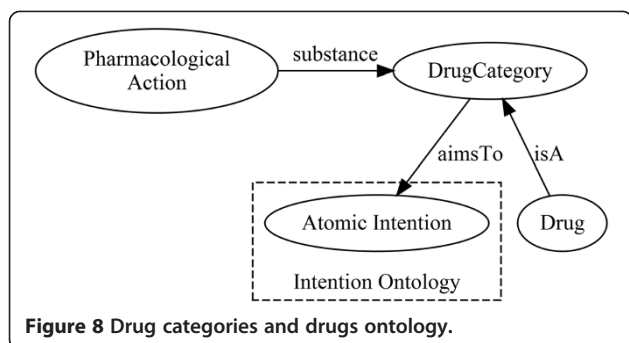 Pharmacological
Action
substance
DrugCategory
aimsTo
isA
Atomic Intention
Drug
Intention Ontology
Figure 8 Drug categories and drugs ontology.